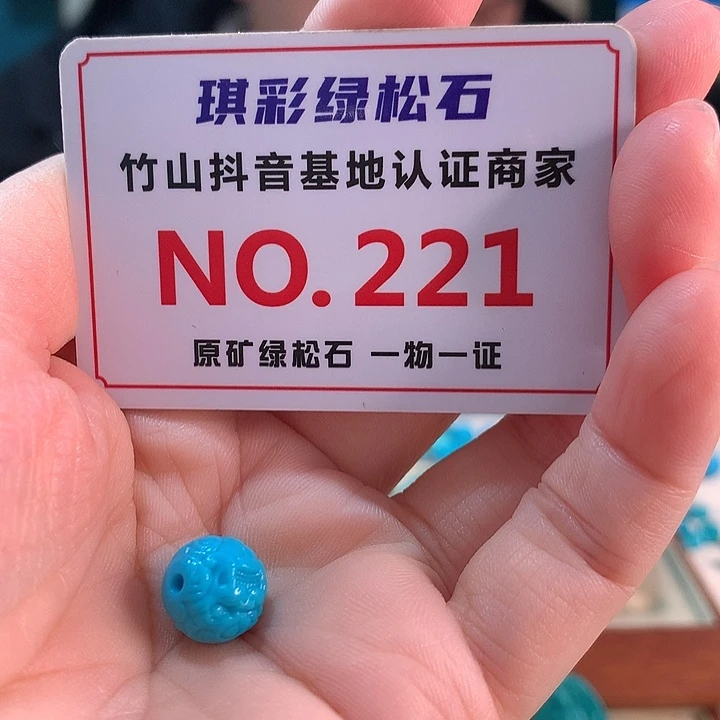 琪彩绿松石
竹山抖音基地认证商家
NO. 221
原矿绿松石 一物一证